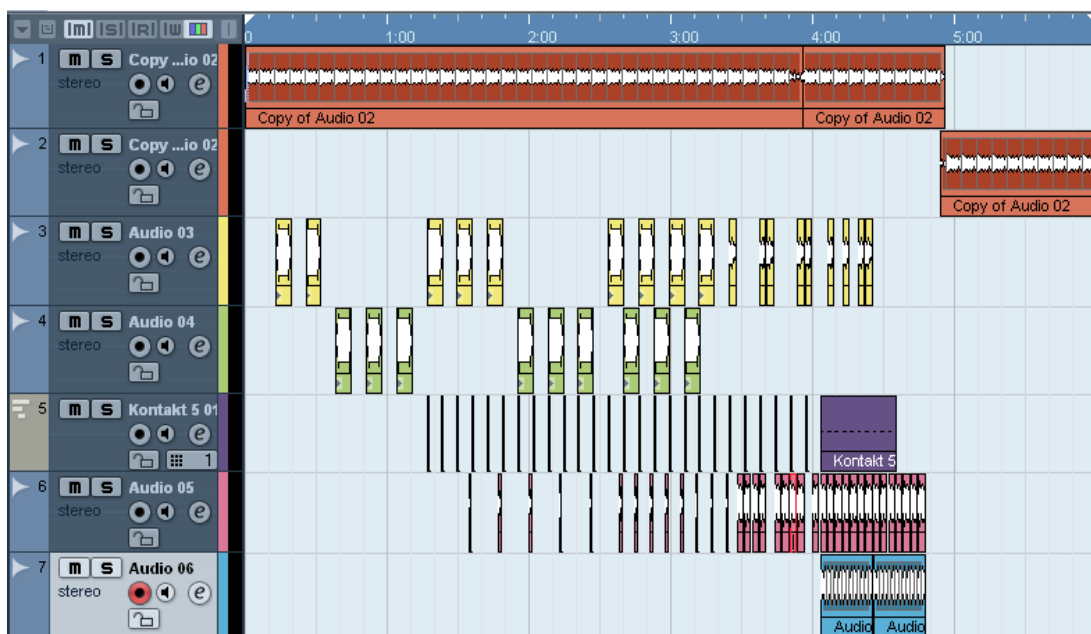 m S R W
0 1:00 2:00 3:00 4:00 5:00
1 m S Copy ...io 02
stereo
e
Copy of Audio 02 Copy of Audio 02
2 m S Copy ...io 02
stereo
e
Copy of Audio 02
3 m S Audio 03
stereo
e
4 m S Audio 04
stereo
e
5 m S Kontakt 5 01
e
1
Kontakt 5
6 m S Audio 05
stereo
e
7 m S Audio 06
stereo
e
Audio Audio